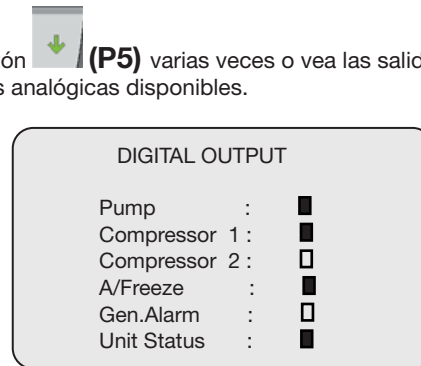 ón (P5) varias veces o vea las salid
s analógicas disponibles.
DIGITAL OUTPUT
Pump :
Compressor 1 :
Compressor 2 :
A/Freeze :
Gen.Alarm :
Unit Status :